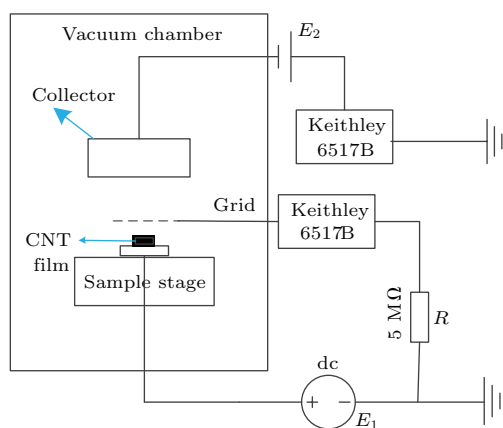 Vacuum chamber
E2
Collector
Keithley
6517B
Grid
Keithley
6517B
CNT
film
Sample stage
5 MΩ
R
dc
+ −
E1